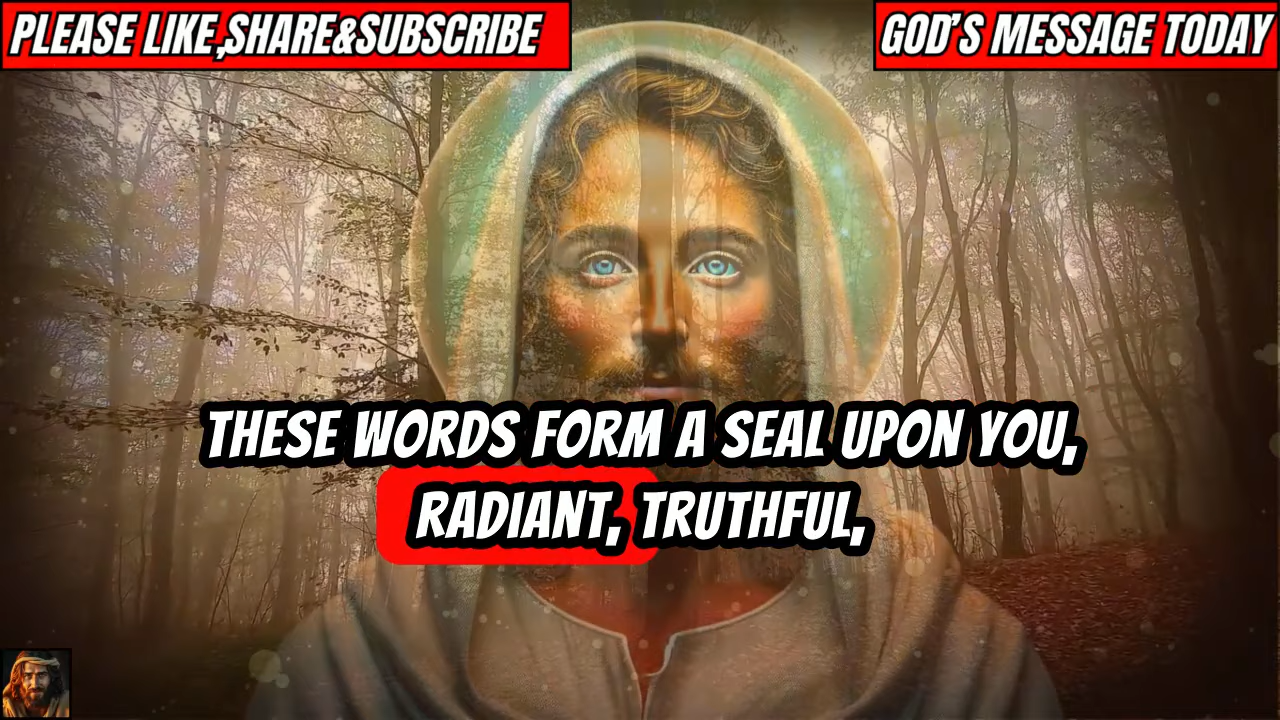 PLEASE LIKE,SHARE&SUBSCRIBE
GOD'S MESSAGE TODAY
THESE WORDS FORM A SEAL UPON YOU,
RADIANT, TRUTHFUL,